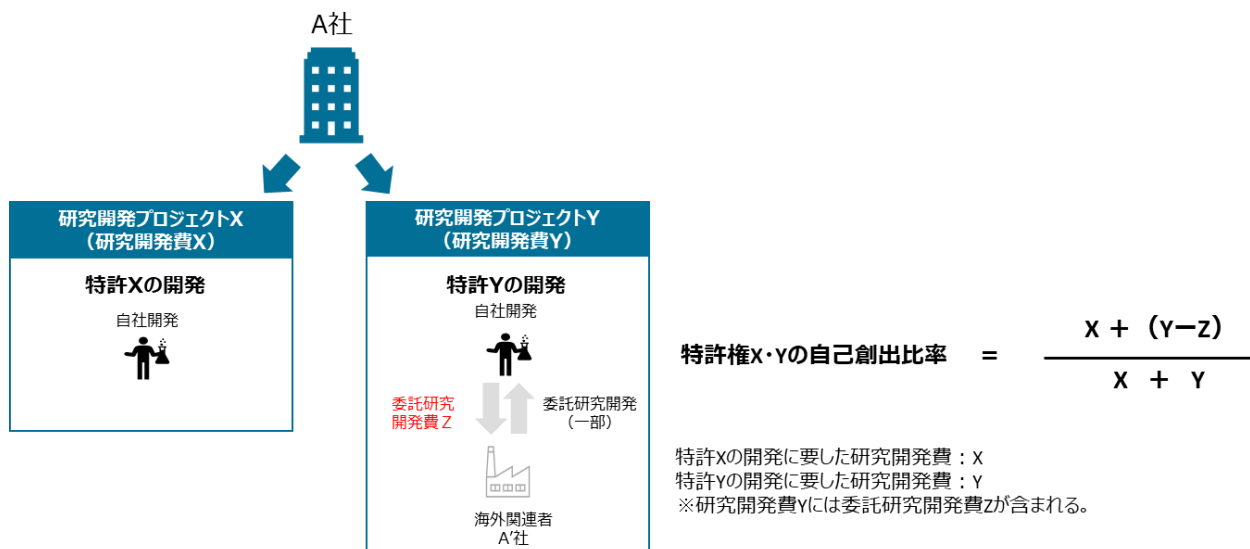 A社
研究開発プロジェクトX
（研究開発費X）
特許Xの開発
自社開発
研究開発プロジェクトY
（研究開発費Y）
特許Yの開発
自社開発
委託研究
開発費Z
委託研究開発
（一部）
海外関連者
A'社
特許権X・Yの自己創出比率 =
X + （Y－Z）
X + Y
特許Xの開発に要した研究開発費：X
特許Yの開発に要した研究開発費：Y
※研究開発費Yには委託研究開発費Zが含まれる。